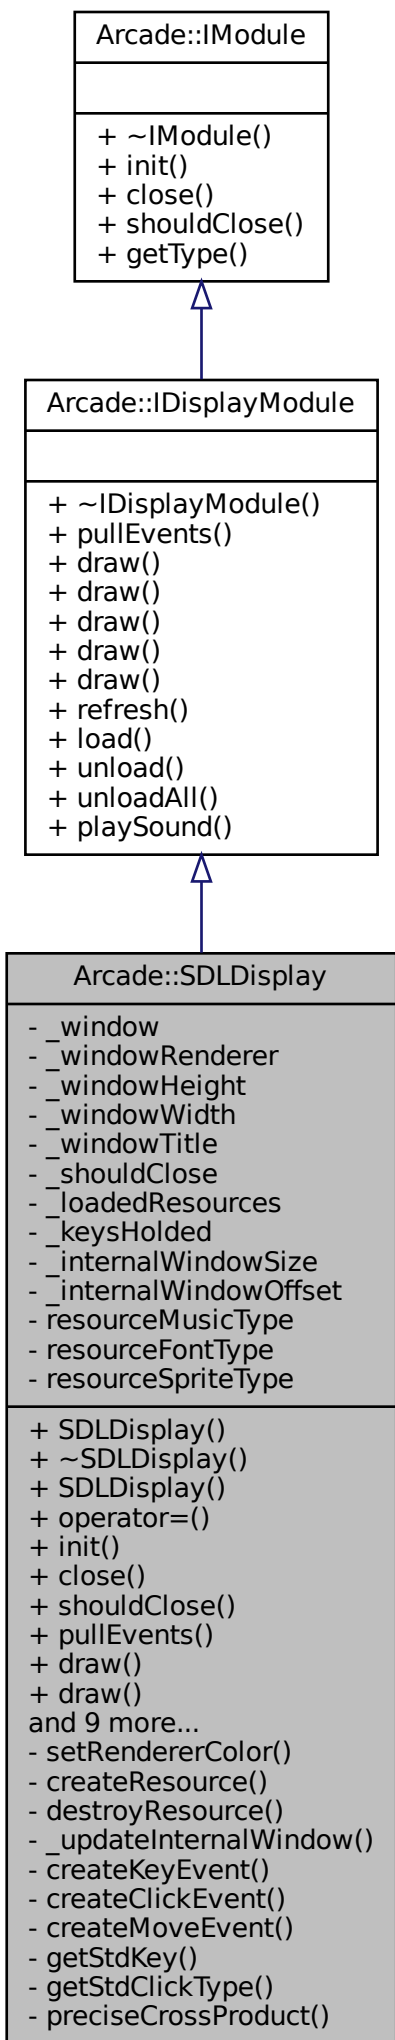 Arcade::IModule
+ ~IModule()
+ init()
+ close()
+ shouldClose()
+ getType()
Arcade::IDisplayModule
+ ~IDisplayModule()
+ pullEvents()
+ draw()
+ draw()
+ draw()
+ draw()
+ draw()
+ refresh()
+ load()
+ unload()
+ unloadAll()
+ playSound()
Arcade::SDLDisplay
- _window
- _windowRenderer
- _windowHeight
- _windowWidth
- _windowTitle
- _shouldClose
- _loadedResources
- _keysHolded
- _internalWindowSize
- _internalWindowOffset
- resourceMusicType
- resourceFontType
- resourceSpriteType
+ SDLDisplay()
+ ~SDLDisplay()
+ SDLDisplay()
+ operator=()
+ init()
+ close()
+ shouldClose()
+ pullEvents()
+ draw()
+ draw()
and 9 more...
- setRendererColor()
- createResource()
- destroyResource()
- _updateInternalWindow()
- createKeyEvent()
- createClickEvent()
- createMoveEvent()
- getStdKey()
- getStdClickType()
- preciseCrossProduct()